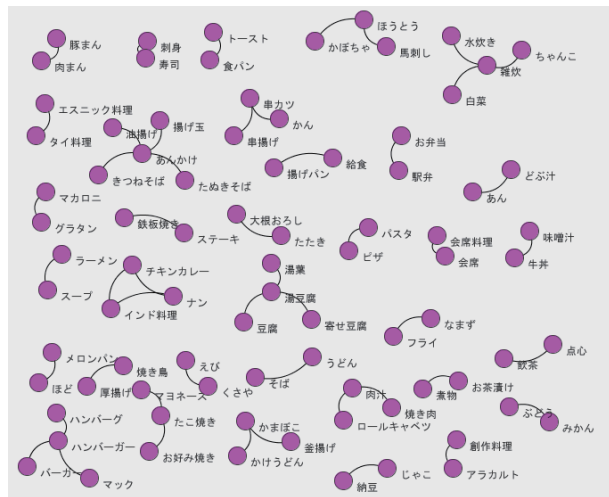 豚まん
肉まん
刺身
寿司
トースト
食パン
ほうとう
かぼちゃ
馬刺し
水炊き
ちゃんこ
雑炊
白菜
エスニック料理
タイ料理
油揚げ
揚げ玉
あんかけ
きつねそば
たぬきそば
串カツ
かん
串揚げ
揚げパン
給食
お弁当
駅弁
どぶ汁
あん
マカロニ
グラタン
鉄板焼き
ステーキ
大根おろし
たたき
パスタ
ピザ
会席料理
会席
味噌汁
牛丼
ラーメン
スープ
チキンカレー
ナン
インド料理
湯葉
湯豆腐
豆腐
寄せ豆腐
なまず
フライ
点心
飲茶
メロンパン
ほど
焼き鳥
厚揚げ
マヨネーズ
たこ焼き
お好み焼き
えび
くさや
うどん
そば
肉汁
焼き肉
ロールキャベツ
お茶漬け
煮物
ぶどう
みかん
ハンバーグ
ハンバーガー
バーガー
マック
かまぼこ
釜揚げ
かけうどん
じゃこ
納豆
創作料理
アラカルト